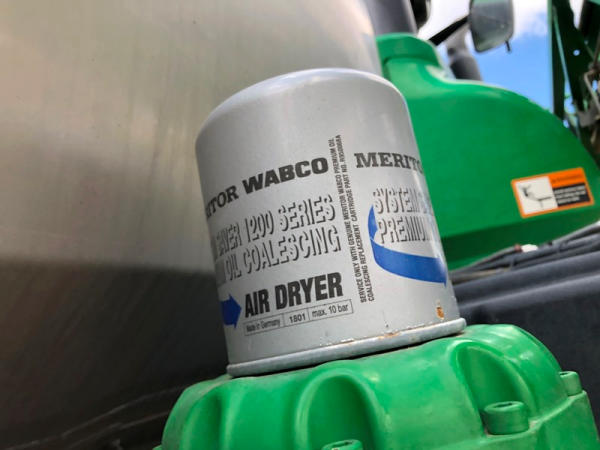 MERITOR WABCO
1200 SERIES
OIL COALESCING
AIR DRYER
Made in Germany 1801 max. 10 bar
SERVICE ONLY WITH GENUINE MERITOR WABCO PREMIUM OIL
COALESCING REPLACEMENT CARTRIDGE PART NO.
SYSTEM
PREMIUM